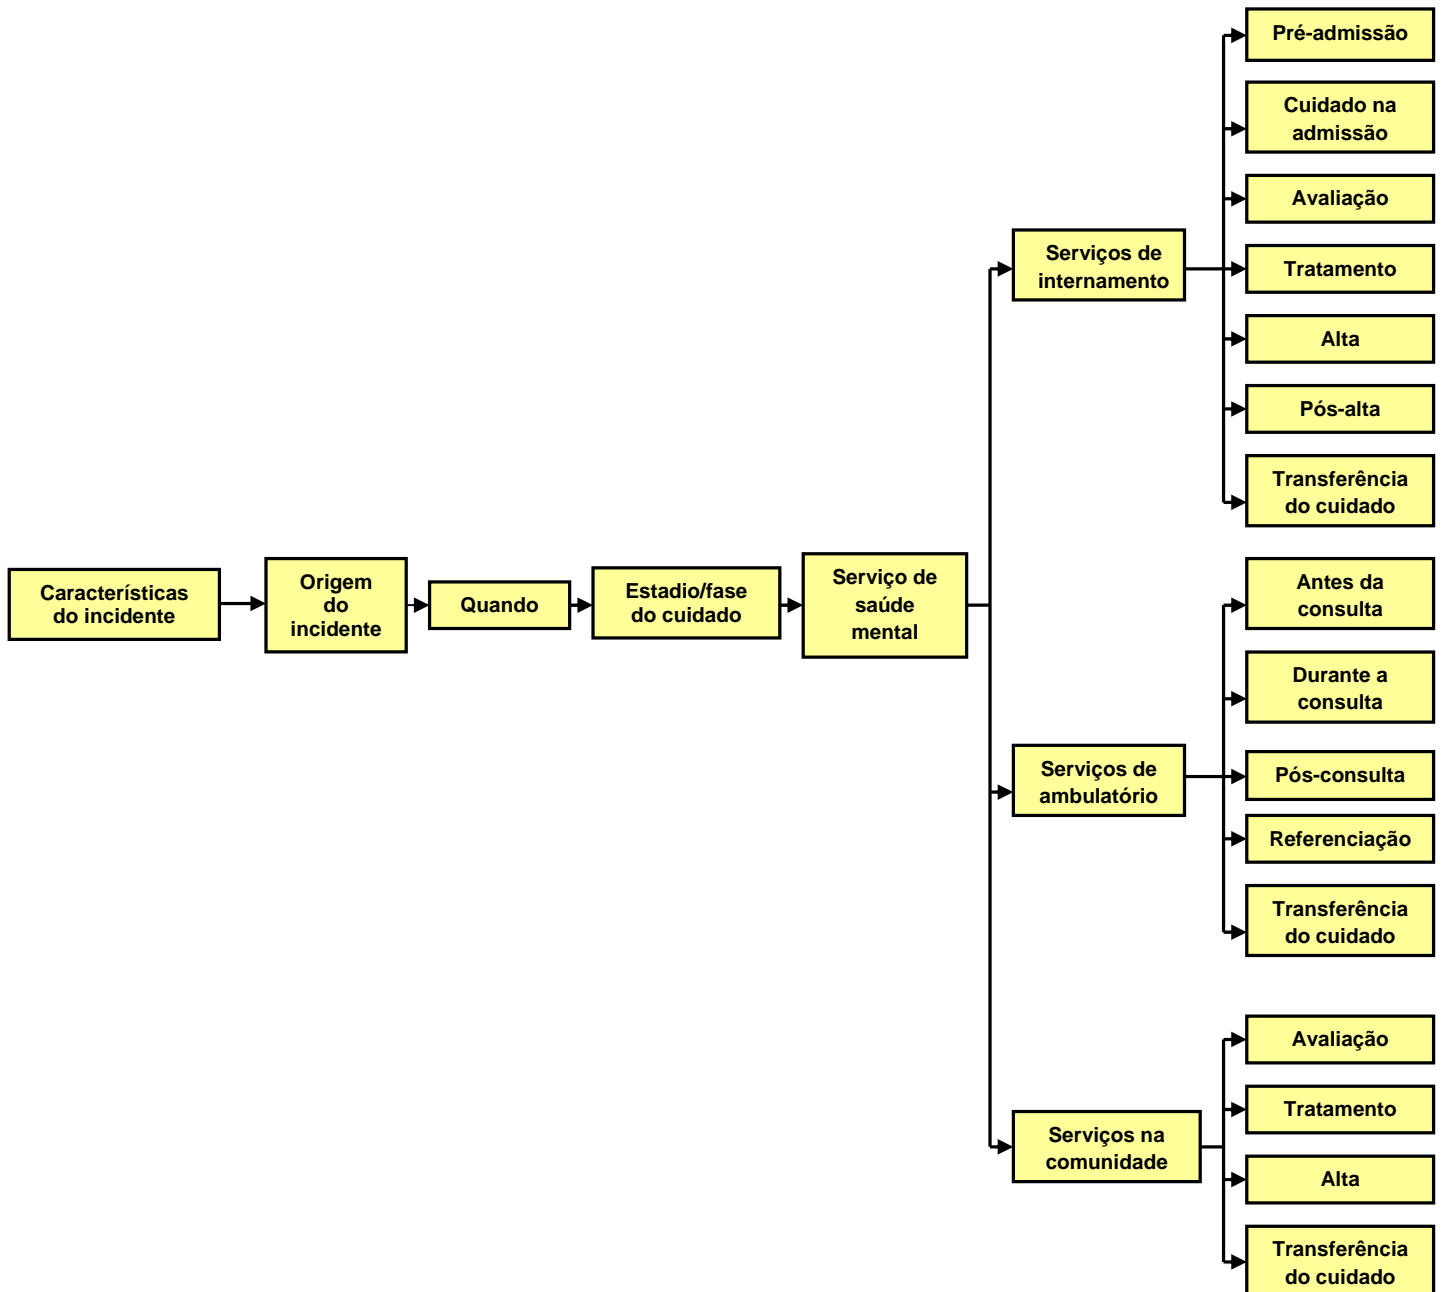 Características
do incidente
Origem
do
incidente
Quando
Estadio/fase
do cuidado
Serviço de
saúde
mental
Serviços de
internamento
Pré-admissão
Cuidado na
admissão
Avaliação
Tratamento
Alta
Pós-alta
Transferência
do cuidado
Serviços de
ambulatório
Antes da
consulta
Durante a
consulta
Pós-consulta
Referenciação
Transferência
do cuidado
Serviços na
comunidade
Avaliação
Tratamento
Alta
Transferência
do cuidado